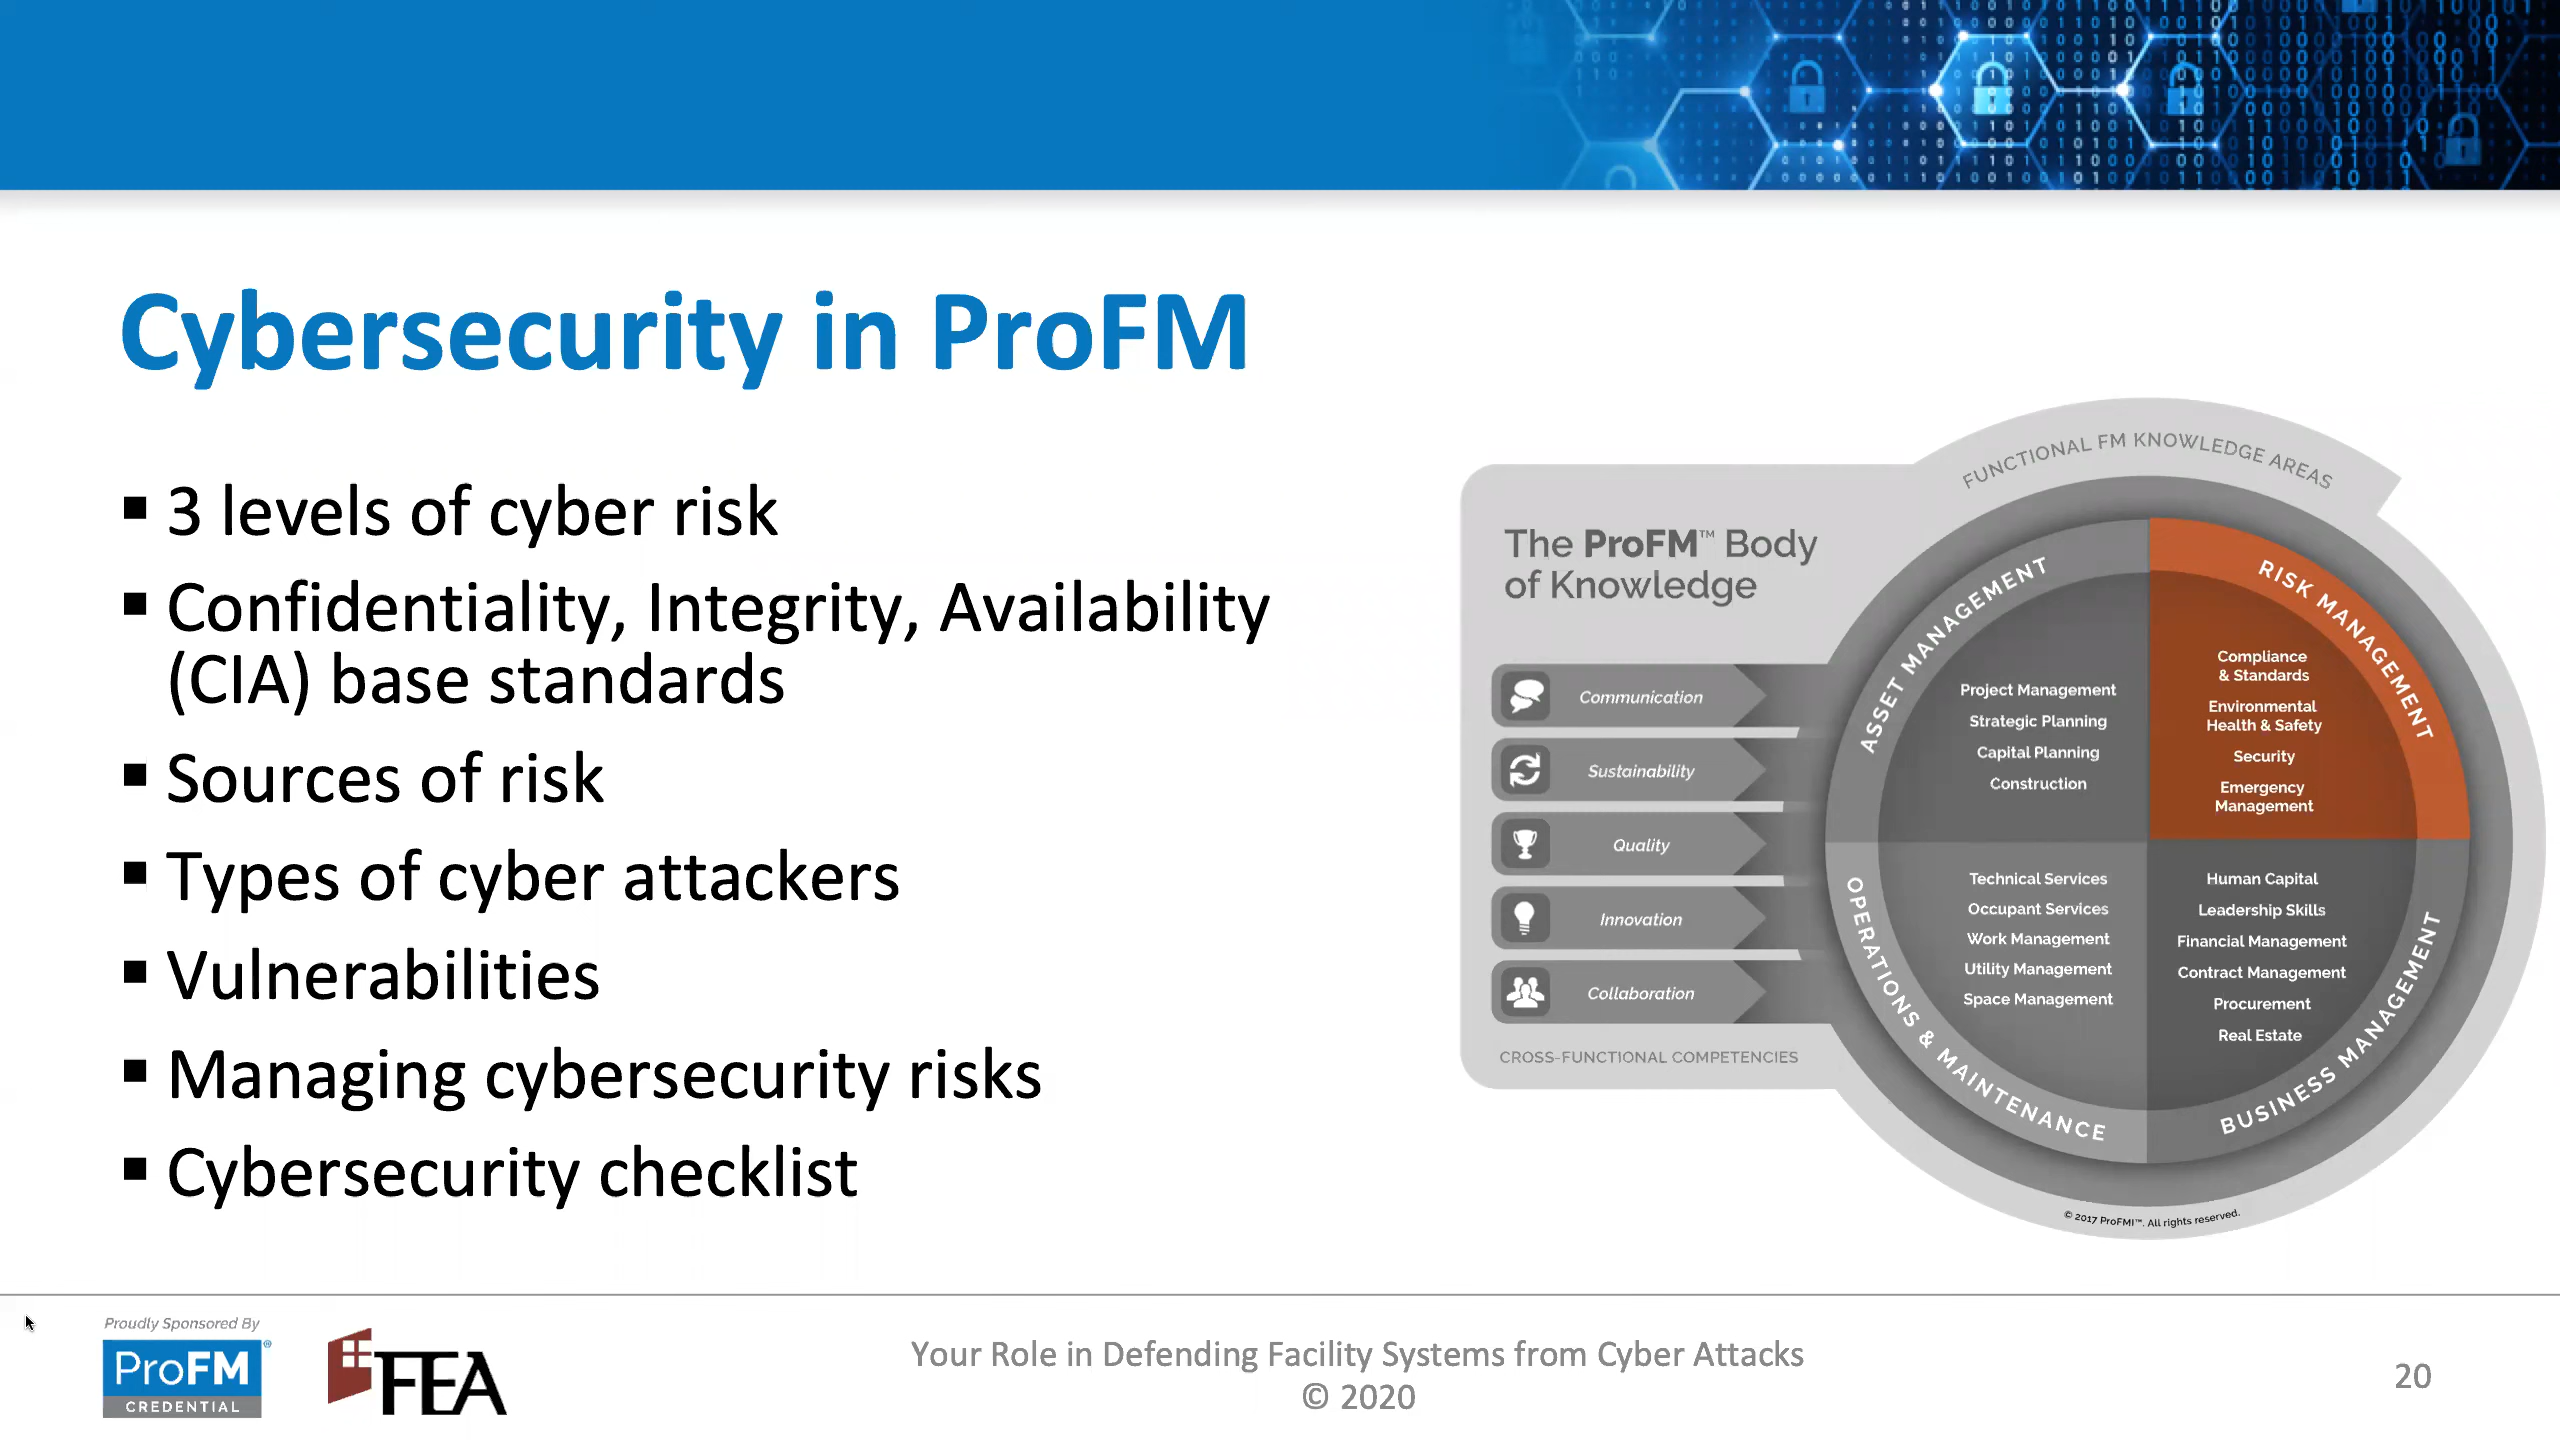 Cybersecurity in ProFM
▪ 3 levels of cyber risk
▪ Confidentiality, Integrity, Availability
(CIA) base standards
▪ Sources of risk
▪ Types of cyber attackers
▪ Vulnerabilities
▪ Managing cybersecurity risks
▪ Cybersecurity checklist
FUNCTIONAL FM KNOWLEDGE AREAS
The ProFM™ Body
of Knowledge
Communication
Sustainability
Quality
Innovation
Collaboration
CROSS-FUNCTIONAL COMPETENCIES
ASSET MANAGEMENT
Project Management
Strategic Planning
Capital Planning
Construction
RISK MANAGEMENT
Compliance
& Standards
Environmental
Health & Safety
Security
Emergency
Management
OPERATIONS & MAINTENANCE
Technical Services
Occupant Services
Work Management
Utility Management
Space Management
BUSINESS MANAGEMENT
Human Capital
Leadership Skills
Financial Management
Contract Management
Procurement
Real Estate
© 2017 ProFMI™. All rights reserved.
Proudly Sponsored By
ProFM®
CREDENTIAL
FEA
Your Role in Defending Facility Systems from Cyber Attacks
© 2020
20